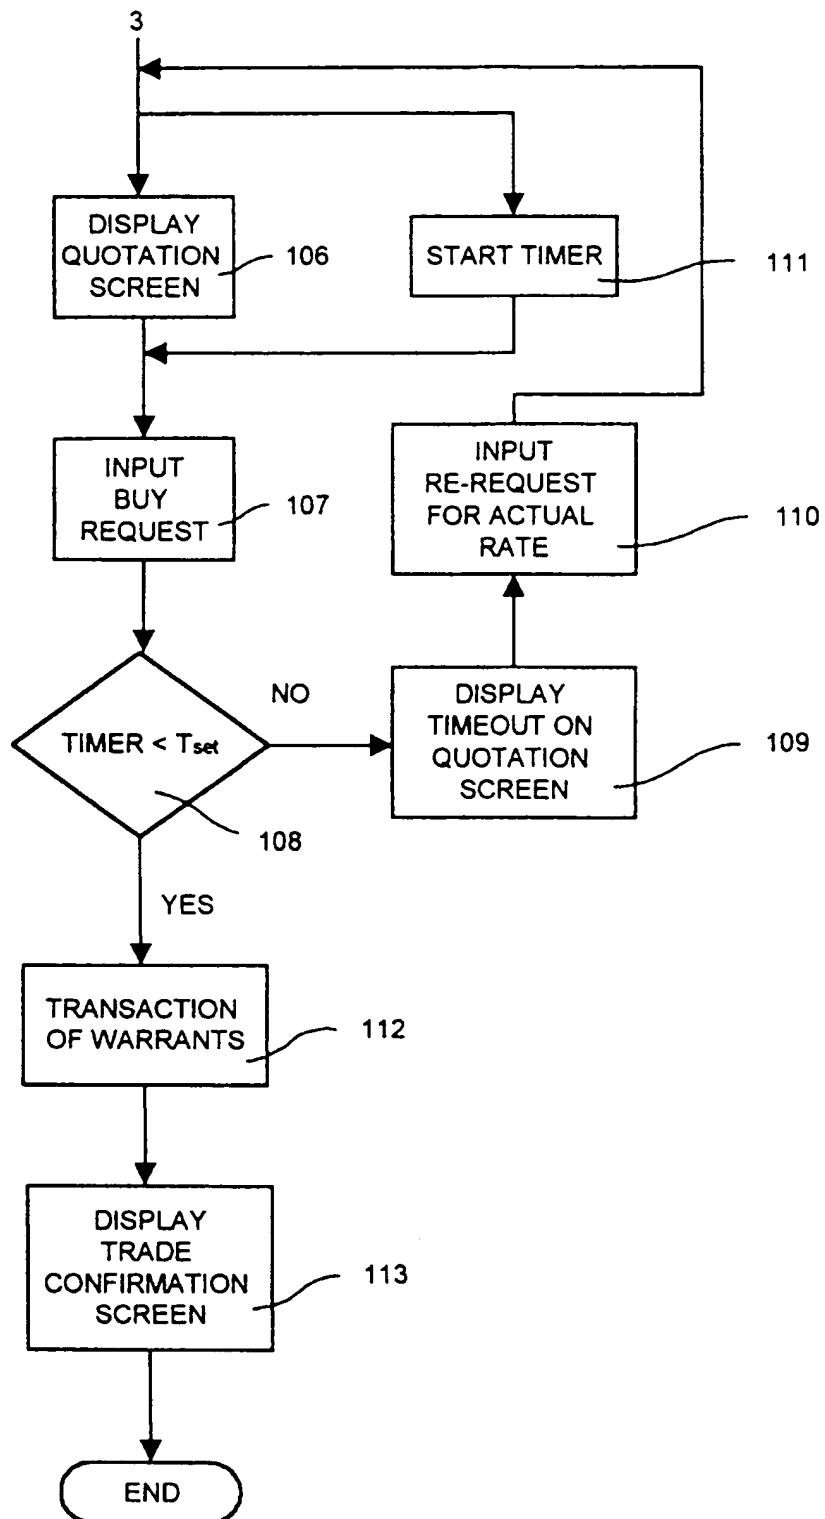 3
DISPLAY
QUOTATION
SCREEN
106
START TIMER
111
INPUT
BUY
REQUEST
107
INPUT
RE-REQUEST
FOR ACTUAL
RATE
110
TIMER < Tset
108
NO
DISPLAY
TIMEOUT ON
QUOTATION
SCREEN
109
YES
TRANSACTION
OF WARRANTS
112
DISPLAY
TRADE
CONFIRMATION
SCREEN
113
END